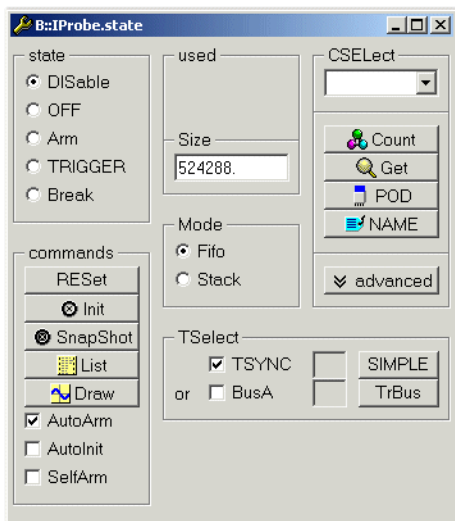 B::IProbe.state
state
DISable
OFF
Arm
TRIGGER
Break
used
Size
524288.
CSELect
Count
Get
POD
NAME
advanced
Mode
Fifo
Stack
commands
RESet
Init
SnapShot
List
Draw
AutoArm
AutoInit
SelfArm
TSelect
TSYNC
SIMPLE
or
BusA
TrBus